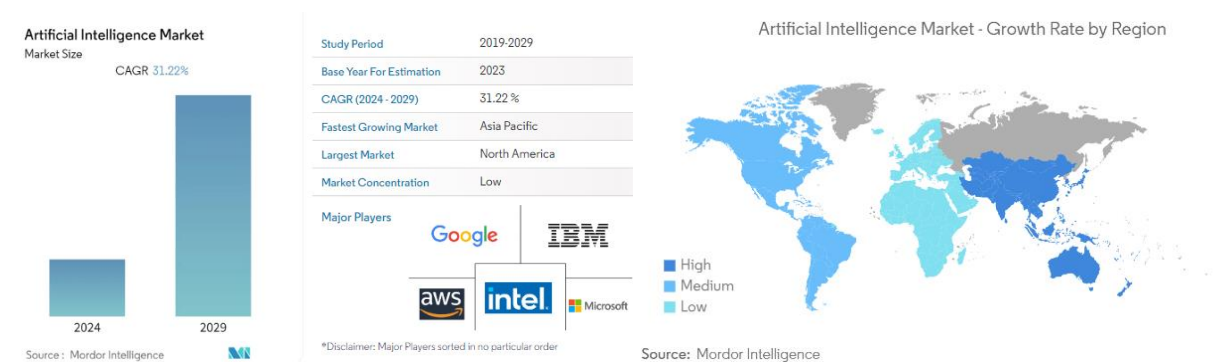 Artificial Intelligence Market
Market Size
CAGR 31.22%
2024 2029
Source : Mordor Intelligence
Study Period 2019-2029
Base Year For Estimation 2023
CAGR (2024 - 2029) 31.22 %
Fastest Growing Market Asia Pacific
Largest Market North America
Market Concentration Low
Major Players
Google
IBM
aws
intel.
Microsoft
*Disclaimer: Major Players sorted in no particular order
Artificial Intelligence Market - Growth Rate by Region
High
Medium
Low
Source: Mordor Intelligence